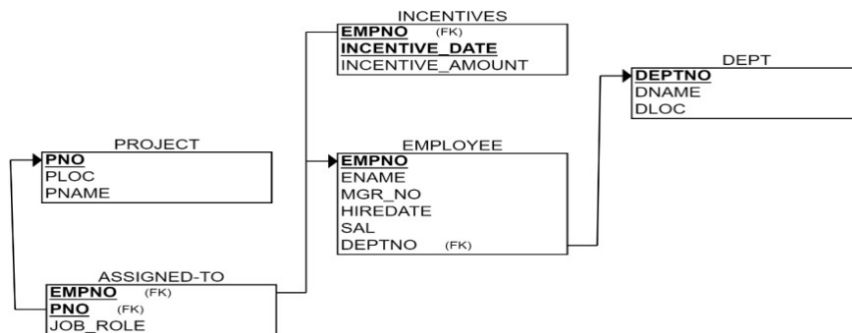 INCENTIVES
EMPNO (FK)
INCENTIVE_DATE
INCENTIVE_AMOUNT
DEPT
DEPTNO
DNAME
DLOC
PROJECT
PNO
PLOC
PNAME
EMPLOYEE
EMPNO
ENAME
MGR_NO
HIREDATE
SAL
DEPTNO (FK)
ASSIGNED-TO
EMPNO (FK)
PNO (FK)
JOB_ROLE